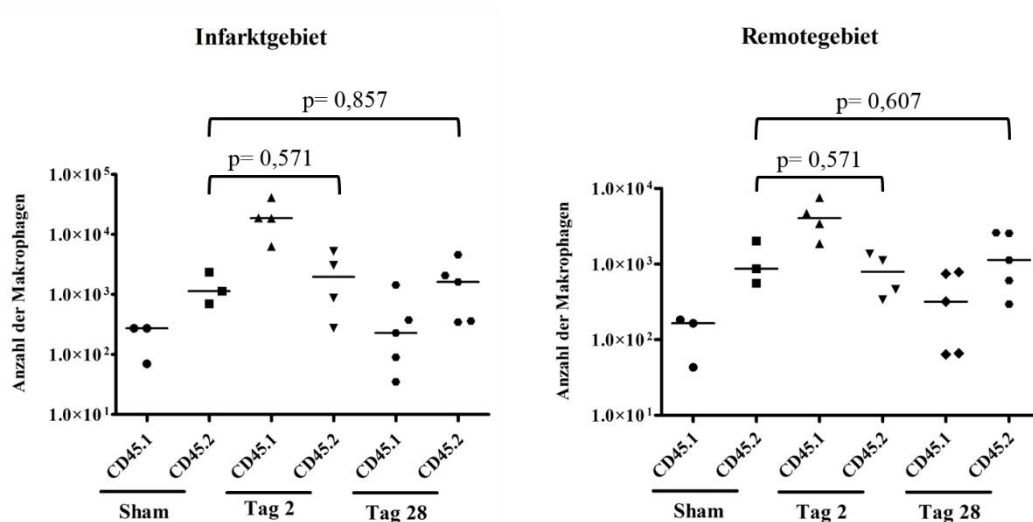 Infarktgebiet
p= 0,857
p= 0,571
Anzahl der Makrophagen
1.0×10⁵
1.0×10⁴
1.0×10³
1.0×10²
1.0×10¹
CD45.1
CD45.2
CD45.1
CD45.2
CD45.1
CD45.2
Sham
Tag 2
Tag 28
Remotegebiet
p= 0,607
p= 0,571
Anzahl der Makrophagen
1.0×10⁴
1.0×10³
1.0×10²
1.0×10¹
CD45.1
CD45.2
CD45.1
CD45.2
CD45.1
CD45.2
Sham
Tag 2
Tag 28